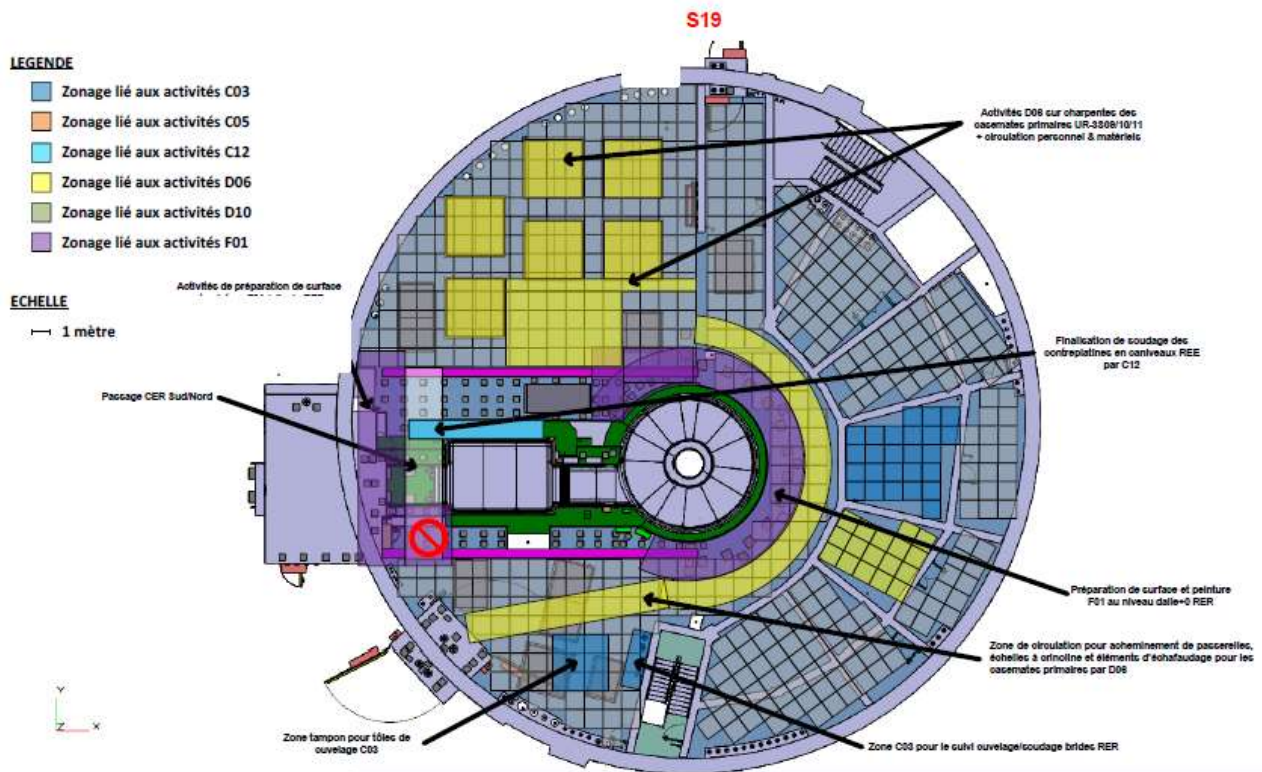 S19
LEGENDE
Zonage lié aux activités C03
Zonage lié aux activités C05
Zonage lié aux activités C12
Zonage lié aux activités D06
Zonage lié aux activités D10
Zonage lié aux activités F01
ECHELLE
1 mètre
Activités D06 sur charpentes des
casemates primaires UR-3S09/10/11
+ circulation personnel & matériels
Activités de préparation de surface
Finalisation de soudage des
contreplatines en caniveaux REE
par C12
Passage CER Sud/Nord
Préparation de surface et peinture
F01 au niveau dalle+0 RER
Zone de circulation pour acheminement de passerelles,
échelles à crinoline et éléments d'échafaudage pour les
casemates primaires par D06
Zone tampon pour tôles de
cuvelage C03
Zone C03 pour le suivi cuvelage/soudage brides RER
Y
Z
X